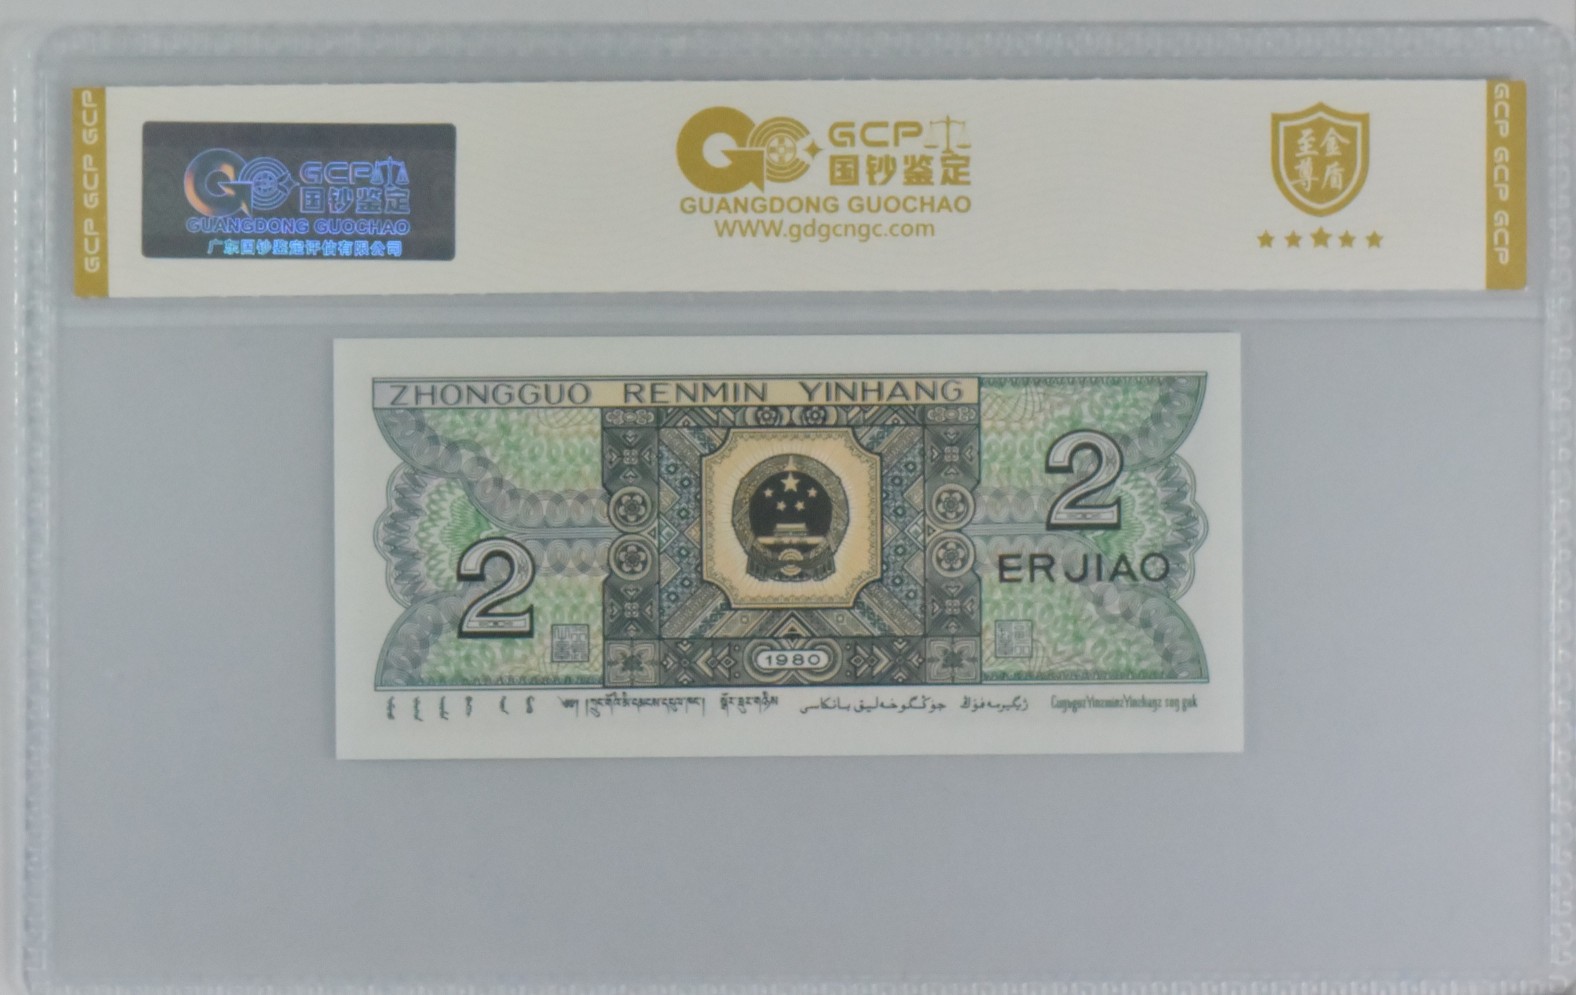 GCP GCP GCP
GCP
国钞鉴定
GUANGDONG GUOCHAO
广东国钞鉴定评估有限公司
GCP
国钞鉴定
GUANGDONG GUOCHAO
WWW.gdgcngc.com
至尊金盾
GCP GCP GCP
ZHONGGUO RENMIN YINHANG
2
ERJIAO
2
1980
جۇڭگوخەلىق بانكاسى